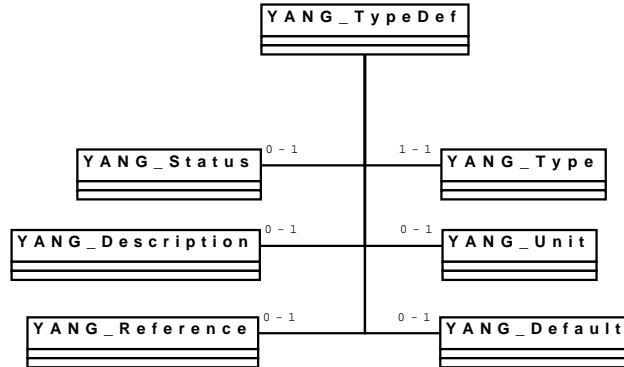 YANG_TypeDef
0-1
1-1
YANG_Status
YANG_Type
0-1
0-1
YANG_Description
YANG_Unit
0-1
0-1
YANG_Reference
YANG_Default